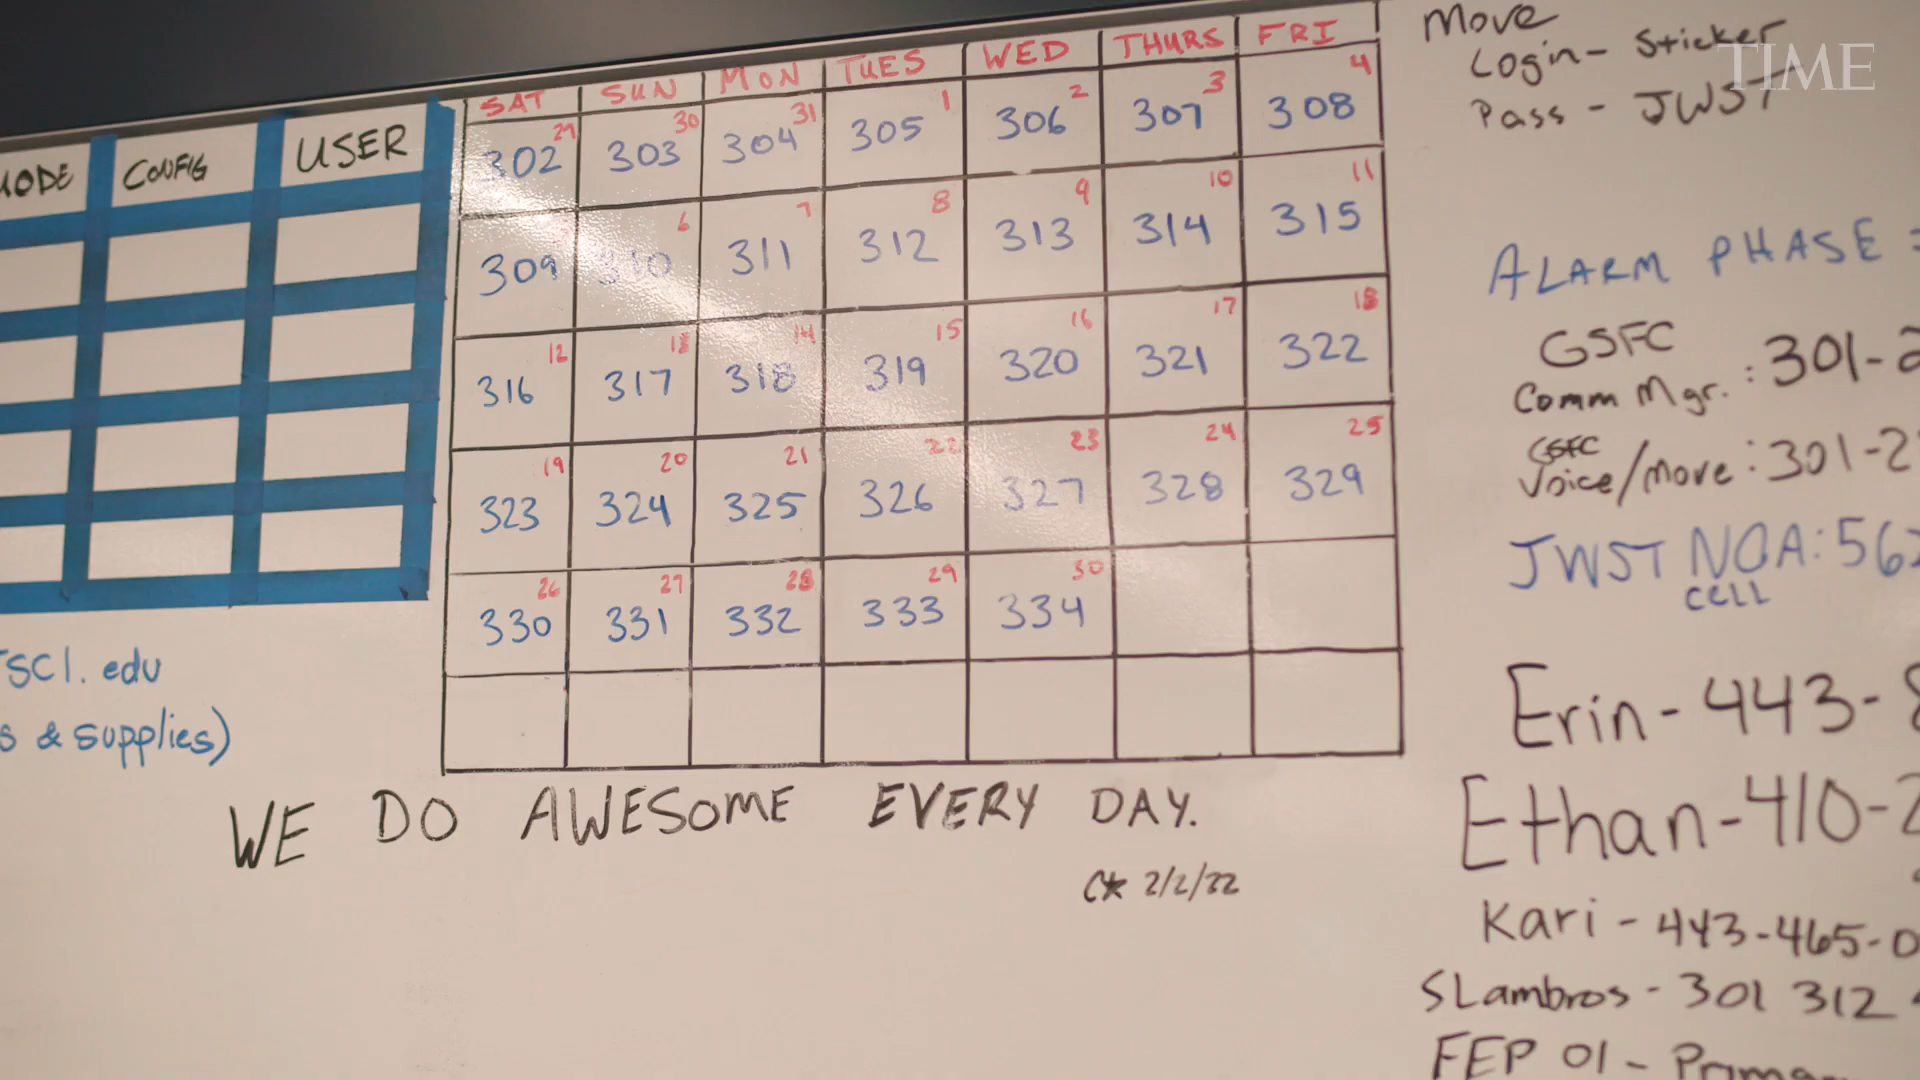 TIME
CONFIG USER
SAT SUN MON TUES WED THURS FRI
29 30 31 1 2 3 4
302 303 304 305 306 307 308
6 7 8 9 10 11
309 310 311 312 313 314 315
12 13 14 15 16 17 18
316 317 318 319 320 321 322
19 20 21 22 23 24 25
323 324 325 326 327 328 329
26 27 28 29 30
330 331 332 333 334
WE DO AWESOME EVERY DAY.
C★ 2/2/22
SCI.edu
& supplies)
Move
Login- Sticker
Pass - JWST
ALARM PHASE =
GSFC
Comm Mgr. : 301-2
GSFC
Voice/move : 301-2
JWST NOA: 56
CELL
Erin - 443-8
Ethan - 410-2
Kari - 443-465-0
SLambros - 301 312
FEP 01 - Prima